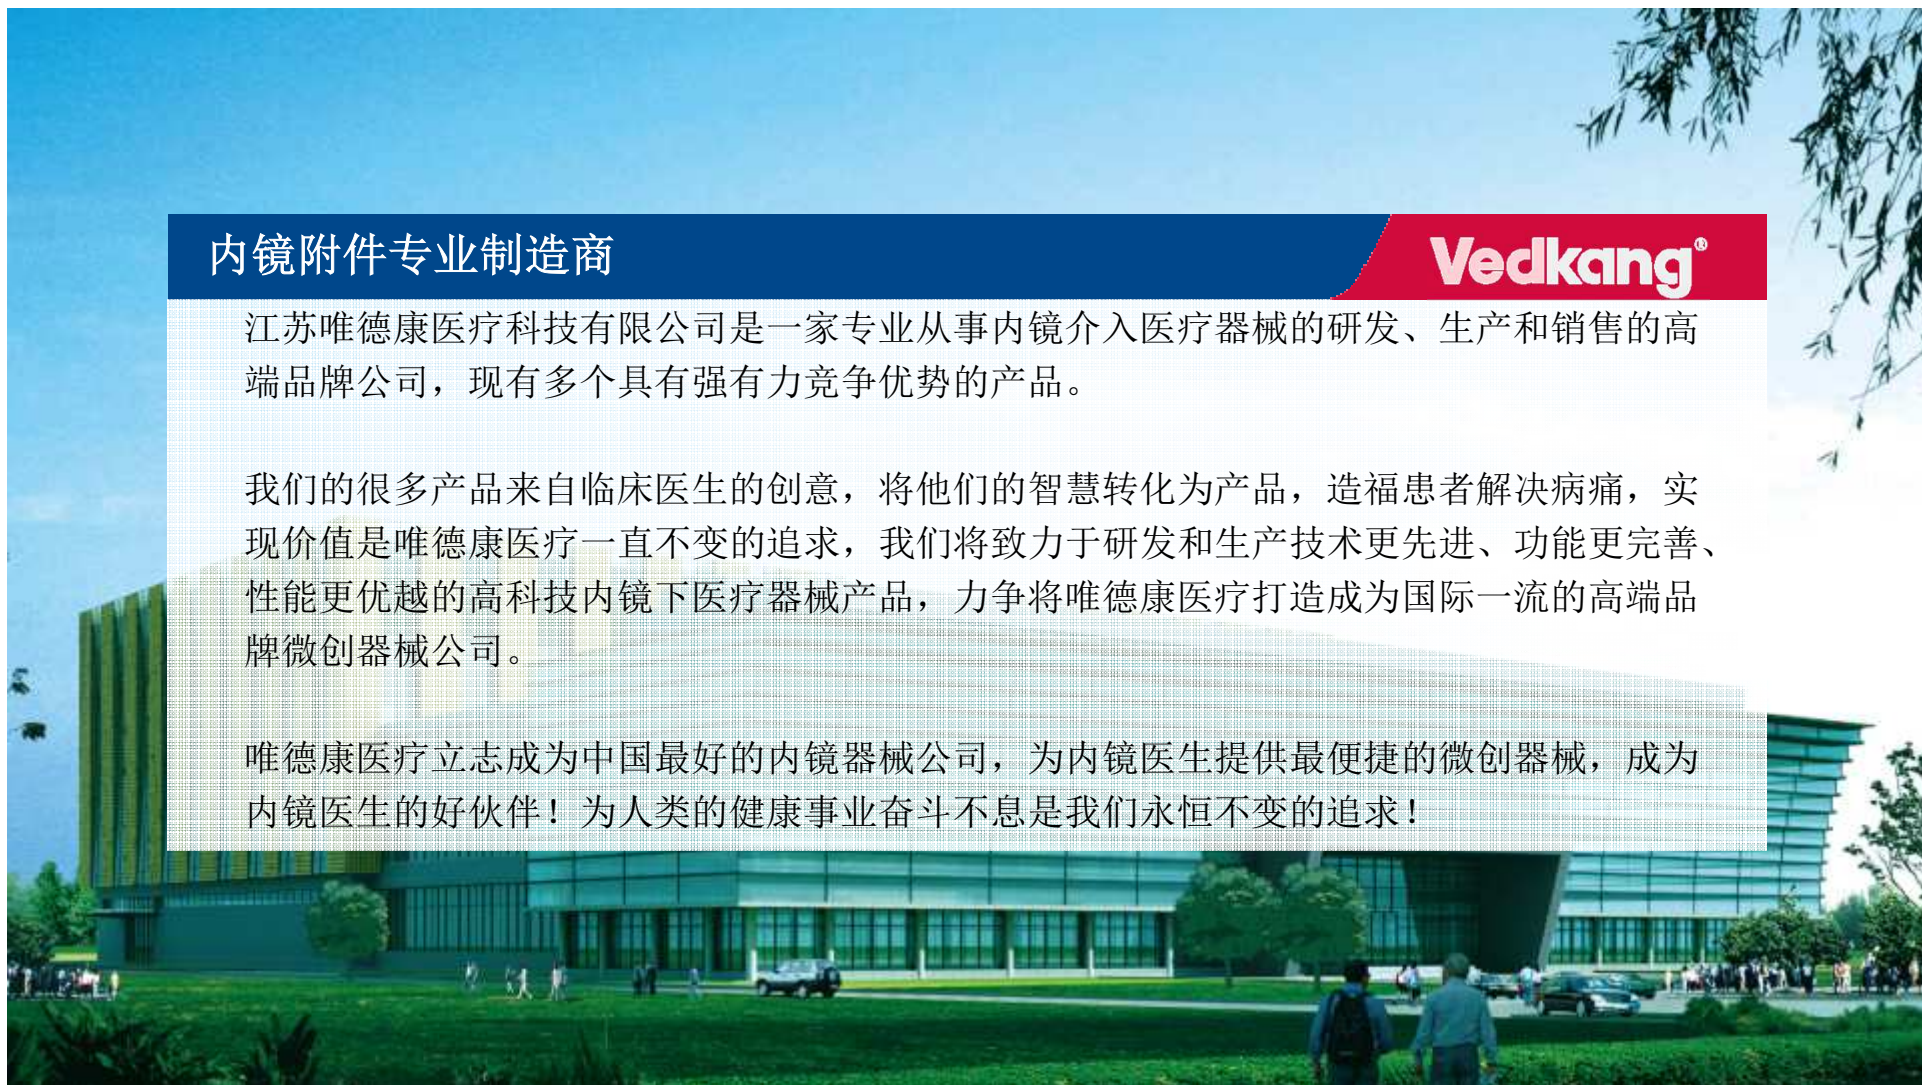 内镜附件专业制造商
Vedkang®
江苏唯德康医疗科技有限公司是一家专业从事内镜介入医疗器械的研发、生产和销售的高
端品牌公司，现有多个具有强有力竞争优势的产品。
我们的很多产品来自临床医生的创意，将他们的智慧转化为产品，造福患者解决病痛，实
现价值是唯德康医疗一直不变的追求，我们将致力于研发和生产技术更先进、功能更完善、
性能更优越的高科技内镜下医疗器械产品，力争将唯德康医疗打造成为国际一流的高端品
牌微创器械公司。
唯德康医疗立志成为中国最好的内镜器械公司，为内镜医生提供最便捷的微创器械，成为
内镜医生的好伙伴！为人类的健康事业奋斗不息是我们永恒不变的追求！